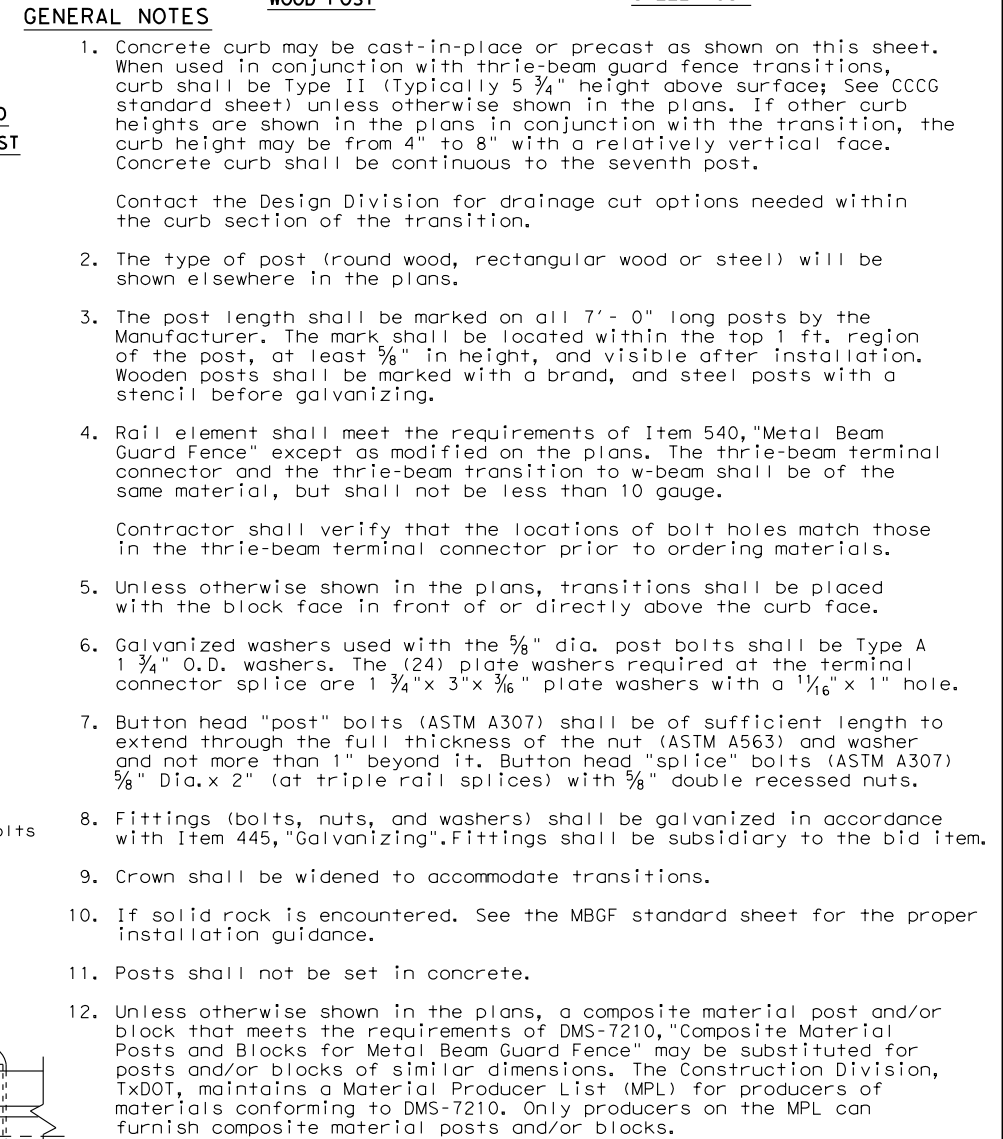 GENERAL NOTES
1. Concrete curb may be cast-in-place or precast as shown on this sheet.
When used in conjunction with thrie-beam guard fence transitions,
curb shall be Type II (Typically 5 ¾" height above surface; See CCCG
standard sheet) unless otherwise shown in the plans. If other curb
heights are shown in the plans in conjunction with the transition, the
curb height may be from 4" to 8" with a relatively vertical face.
Concrete curb shall be continuous to the seventh post.
Contact the Design Division for drainage cut options needed within
the curb section of the transition.
2. The type of post (round wood, rectangular wood or steel) will be
shown elsewhere in the plans.
3. The post length shall be marked on all 7'- 0" long posts by the
Manufacturer. The mark shall be located within the top 1 ft. region
of the post, at least ⅝" in height, and visible after installation.
Wooden posts shall be marked with a brand, and steel posts with a
stencil before galvanizing.
4. Rail element shall meet the requirements of Item 540,"Metal Beam
Guard Fence" except as modified on the plans. The thrie-beam terminal
connector and the thrie-beam transition to w-beam shall be of the
same material, but shall not be less than 10 gauge.
Contractor shall verify that the locations of bolt holes match those
in the thrie-beam terminal connector prior to ordering materials.
5. Unless otherwise shown in the plans, transitions shall be placed
with the block face in front of or directly above the curb face.
6. Galvanized washers used with the ⅝" dia. post bolts shall be Type A
1 ¾" O.D. washers. The (24) plate washers required at the terminal
connector splice are 1 ¾"x 3"x 3⁄16 " plate washers with a 11⁄16" x 1" hole.
7. Button head "post" bolts (ASTM A307) shall be of sufficient length to
extend through the full thickness of the nut (ASTM A563) and washer
and not more than 1" beyond it. Button head "splice" bolts (ASTM A307)
⅝" Dia.x 2" (at triple rail splices) with ⅝" double recessed nuts.
8. Fittings (bolts, nuts, and washers) shall be galvanized in accordance
with Item 445,"Galvanizing".Fittings shall be subsidiary to the bid item.
9. Crown shall be widened to accommodate transitions.
10. If solid rock is encountered. See the MBGF standard sheet for the proper
installation guidance.
11. Posts shall not be set in concrete.
12. Unless otherwise shown in the plans, a composite material post and/or
block that meets the requirements of DMS-7210,"Composite Material
Posts and Blocks for Metal Beam Guard Fence" may be substituted for
posts and/or blocks of similar dimensions. The Construction Division,
TxDOT, maintains a Material Producer List (MPL) for producers of
materials conforming to DMS-7210. Only producers on the MPL can
furnish composite material posts and/or blocks.